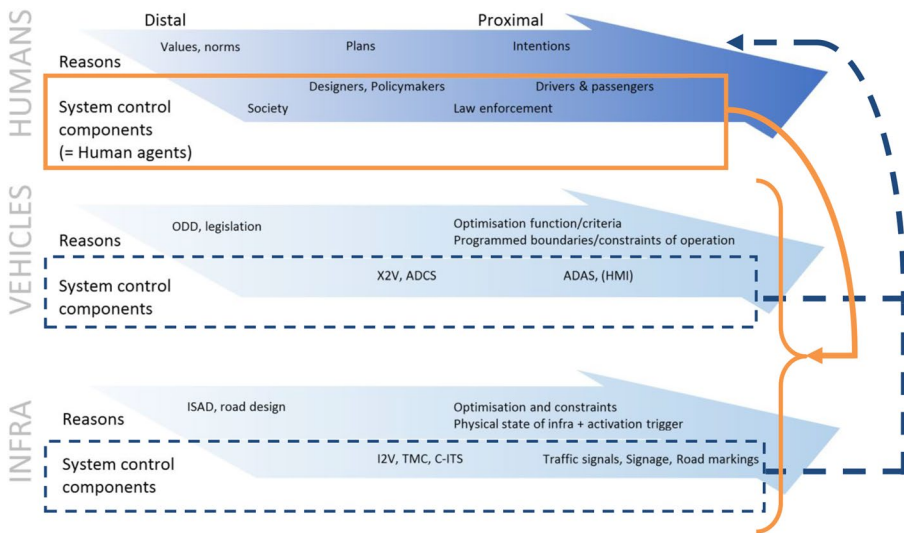 HUMANS
Distal
Proximal
Values, norms
Plans
Intentions
Reasons
Designers, Policymakers
Drivers & passengers
System control
components
(= Human agents)
Society
Law enforcement
VEHICLES
ODD, legislation
Optimisation function/criteria
Reasons
Programmed boundaries/constraints of operation
System control
components
X2V, ADCS
ADAS, (HMI)
INFRA
ISAD, road design
Optimisation and constraints
Reasons
Physical state of infra + activation trigger
System control
components
I2V, TMC, C-ITS
Traffic signals, Signage, Road markings